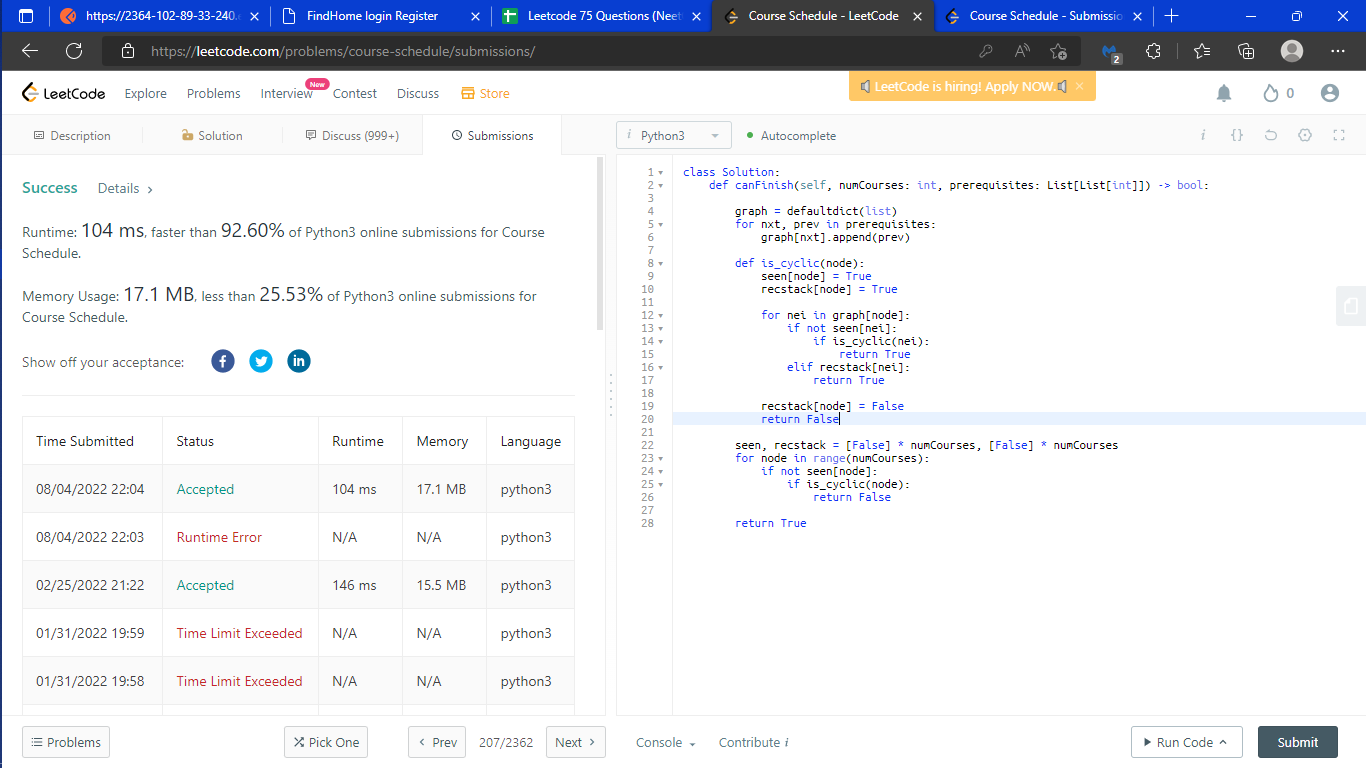 https://2364-102-89-33-240.
FindHome login Register
Leetcode 75 Questions (Neet
Course Schedule - LeetCode
Course Schedule - Submissio
https://leetcode.com/problems/course-schedule/submissions/
2
LeetCode
Explore
Problems
Interview
New
Contest
Discuss
Store
LeetCode is hiring! Apply NOW.
0
Description
Solution
Discuss (999+)
Submissions
i Python3
Autocomplete
Success
Details
Runtime: 104 ms, faster than 92.60% of Python3 online submissions for Course
Schedule.
Memory Usage: 17.1 MB, less than 25.53% of Python3 online submissions for
Course Schedule.
Show off your acceptance:
Time Submitted Status Runtime Memory Language
08/04/2022 22:04 Accepted 104 ms 17.1 MB python3
08/04/2022 22:03 Runtime Error N/A N/A python3
02/25/2022 21:22 Accepted 146 ms 15.5 MB python3
01/31/2022 19:59 Time Limit Exceeded N/A N/A python3
01/31/2022 19:58 Time Limit Exceeded N/A N/A python3
1 class Solution:
2     def canFinish(self, numCourses: int, prerequisites: List[List[int]]) -> bool:
3
4         graph = defaultdict(list)
5         for nxt, prev in prerequisites:
6             graph[nxt].append(prev)
7
8         def is_cyclic(node):
9             seen[node] = True
10             recstack[node] = True
11
12             for nei in graph[node]:
13                 if not seen[nei]:
14                     if is_cyclic(nei):
15                         return True
16                 elif recstack[nei]:
17                     return True
18
19             recstack[node] = False
20             return False
21
22         seen, recstack = [False] * numCourses, [False] * numCourses
23         for node in range(numCourses):
24             if not seen[node]:
25                 if is_cyclic(node):
26                     return False
27
28         return True
Problems
Pick One
Prev
207/2362
Next
Console
Contribute i
Run Code
Submit